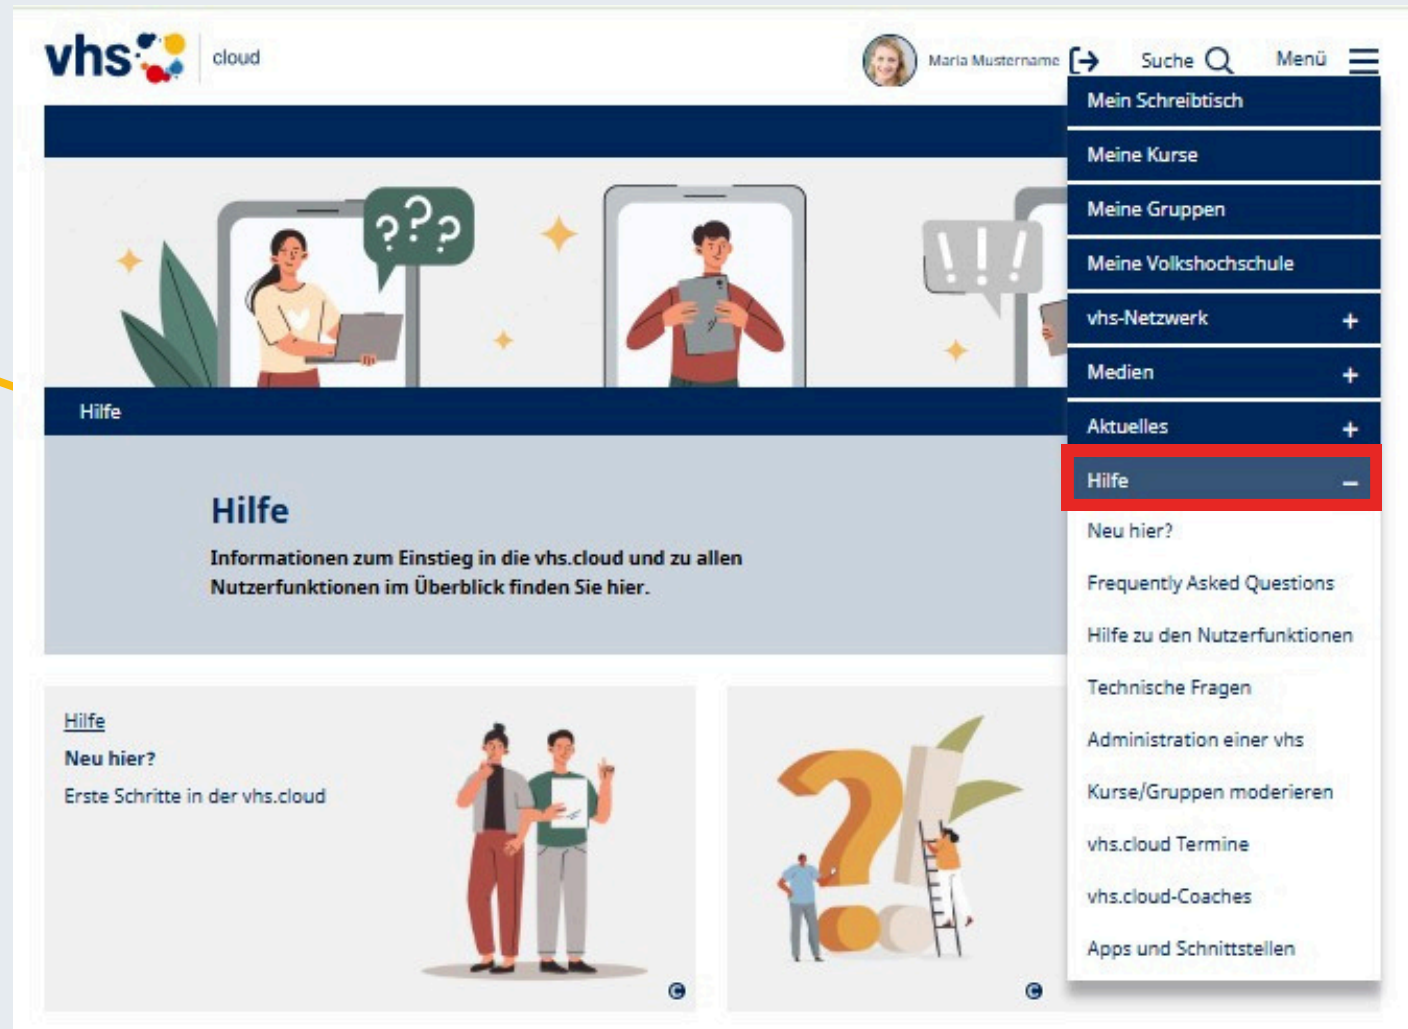 vhs cloud
Maria Mustername
Suche
Menü
Mein Schreibtisch
Meine Kurse
Meine Gruppen
Meine Volkshochschule
vhs-Netzwerk +
Medien +
Aktuelles +
Hilfe –
Neu hier?
Frequently Asked Questions
Hilfe zu den Nutzerfunktionen
Technische Fragen
Administration einer vhs
Kurse/Gruppen moderieren
vhs.cloud Termine
vhs.cloud-Coaches
Apps und Schnittstellen
???
!!!
Hilfe
Hilfe
Informationen zum Einstieg in die vhs.cloud und zu allen
Nutzerfunktionen im Überblick finden Sie hier.
Hilfe
Neu hier?
Erste Schritte in der vhs.cloud
©
?!
©